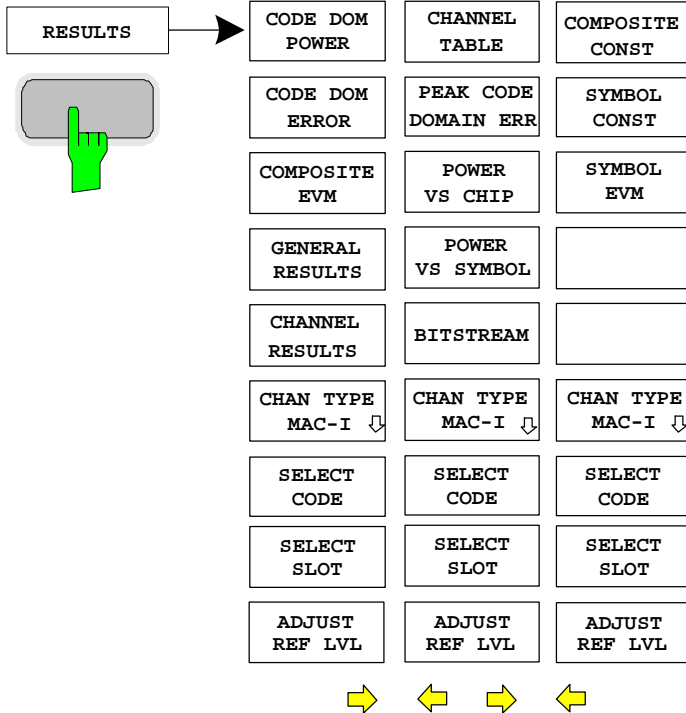 RESULTS
CODE DOM
POWER
CODE DOM
ERROR
COMPOSITE
EVM
GENERAL
RESULTS
CHANNEL
RESULTS
CHAN TYPE
MAC-I
SELECT
CODE
SELECT
SLOT
ADJUST
REF LVL
CHANNEL
TABLE
PEAK CODE
DOMAIN ERR
POWER
VS CHIP
POWER
VS SYMBOL
BITSTREAM
CHAN TYPE
MAC-I
SELECT
CODE
SELECT
SLOT
ADJUST
REF LVL
COMPOSITE
CONST
SYMBOL
CONST
SYMBOL
EVM
CHAN TYPE
MAC-I
SELECT
CODE
SELECT
SLOT
ADJUST
REF LVL